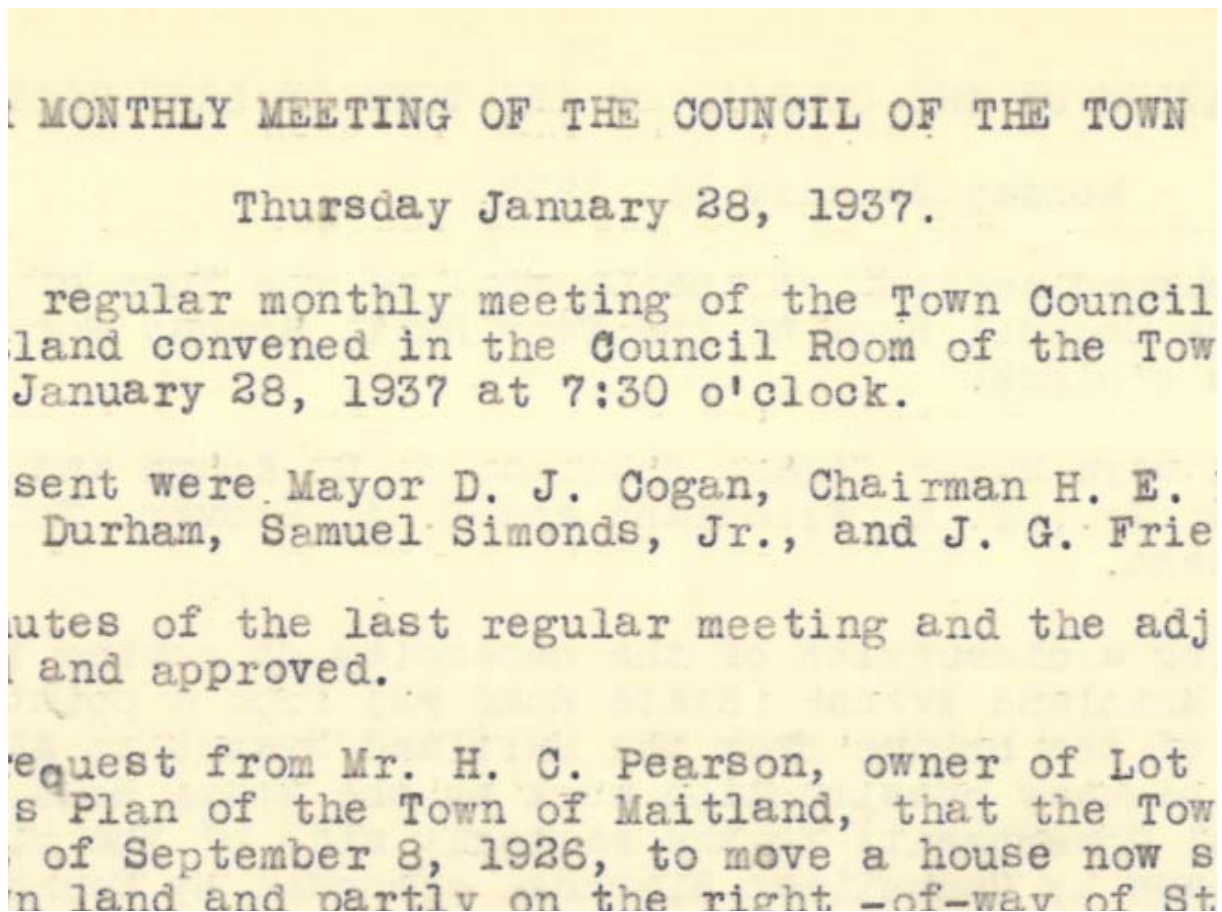 MONTHLY MEETING OF THE COUNCIL OF THE TOWN
Thursday January 28, 1937.
regular monthly meeting of the Town Council
land convened in the Council Room of the Tow
January 28, 1937 at 7:30 o'clock.
sent were Mayor D. J. Cogan, Chairman H. E.
Durham, Samuel Simonds, Jr., and J. G. Frie
utes of the last regular meeting and the adj
and approved.
equest from Mr. H. C. Pearson, owner of Lot
s Plan of the Town of Maitland, that the Tow
of September 8, 1926, to move a house now s
n land and partly on the right -of-way of St